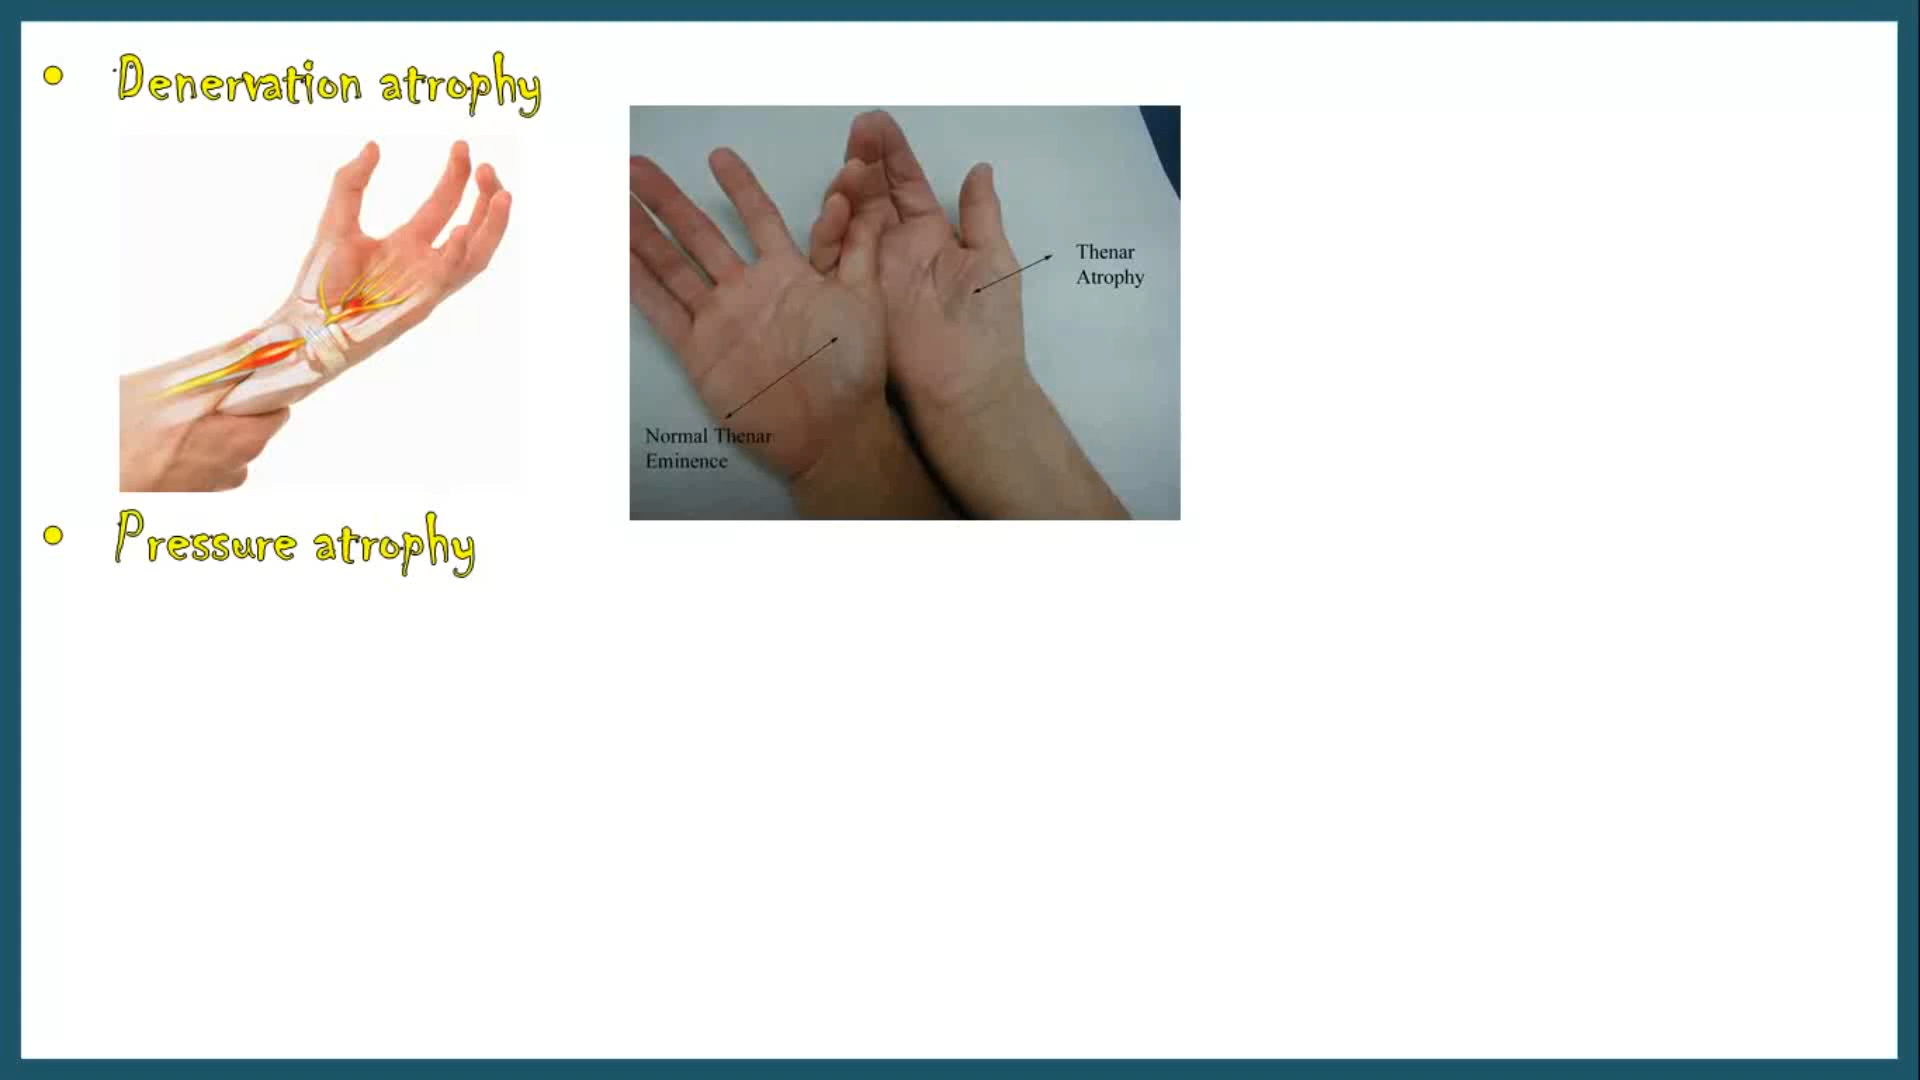 • Denervation atrophy
Thenar
Atrophy
Normal Thenar
Eminence
• Pressure atrophy